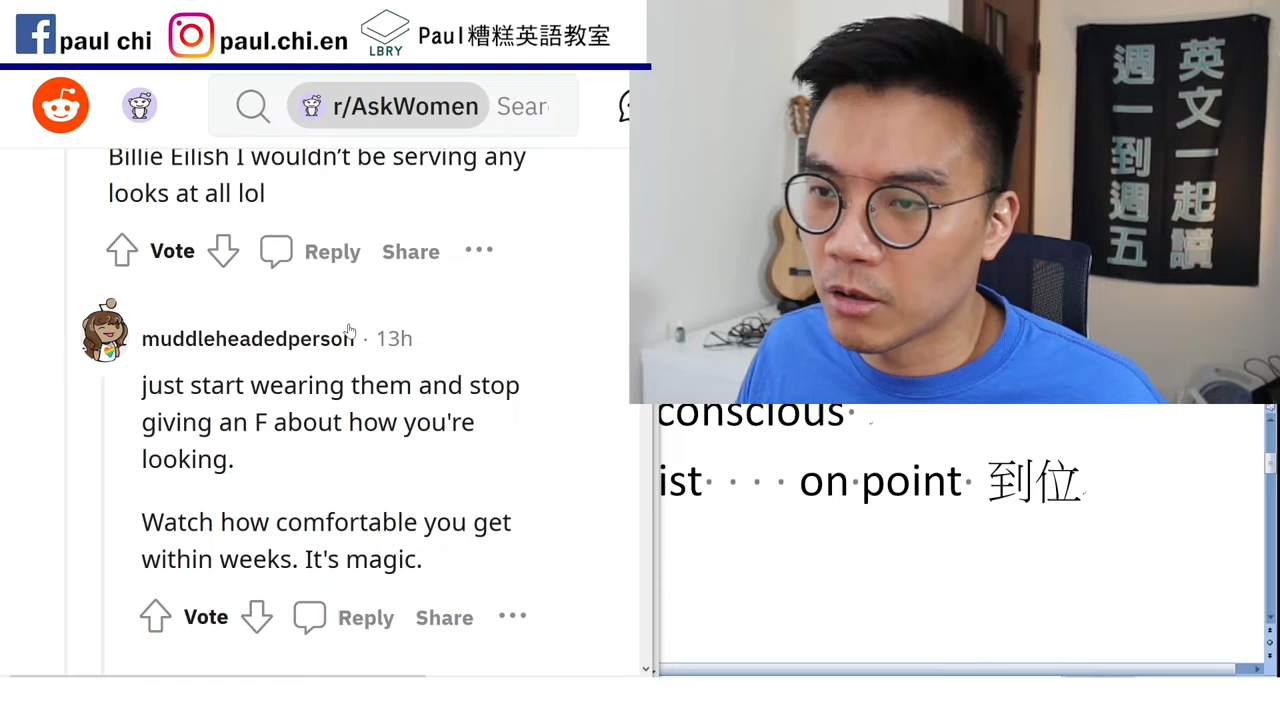 paul chi
paul.chi.en
LBRY
Paul糟糕英語教室
r/AskWomen
Sear
Billie Eilish I wouldn't be serving any
looks at all lol
Vote Reply Share
muddleheadedperson · 13h
just start wearing them and stop
giving an F about how you're
looking.
Watch how comfortable you get
within weeks. It's magic.
Vote Reply Share
英文一起讀
週一到週五
conscious
ist on point 到位